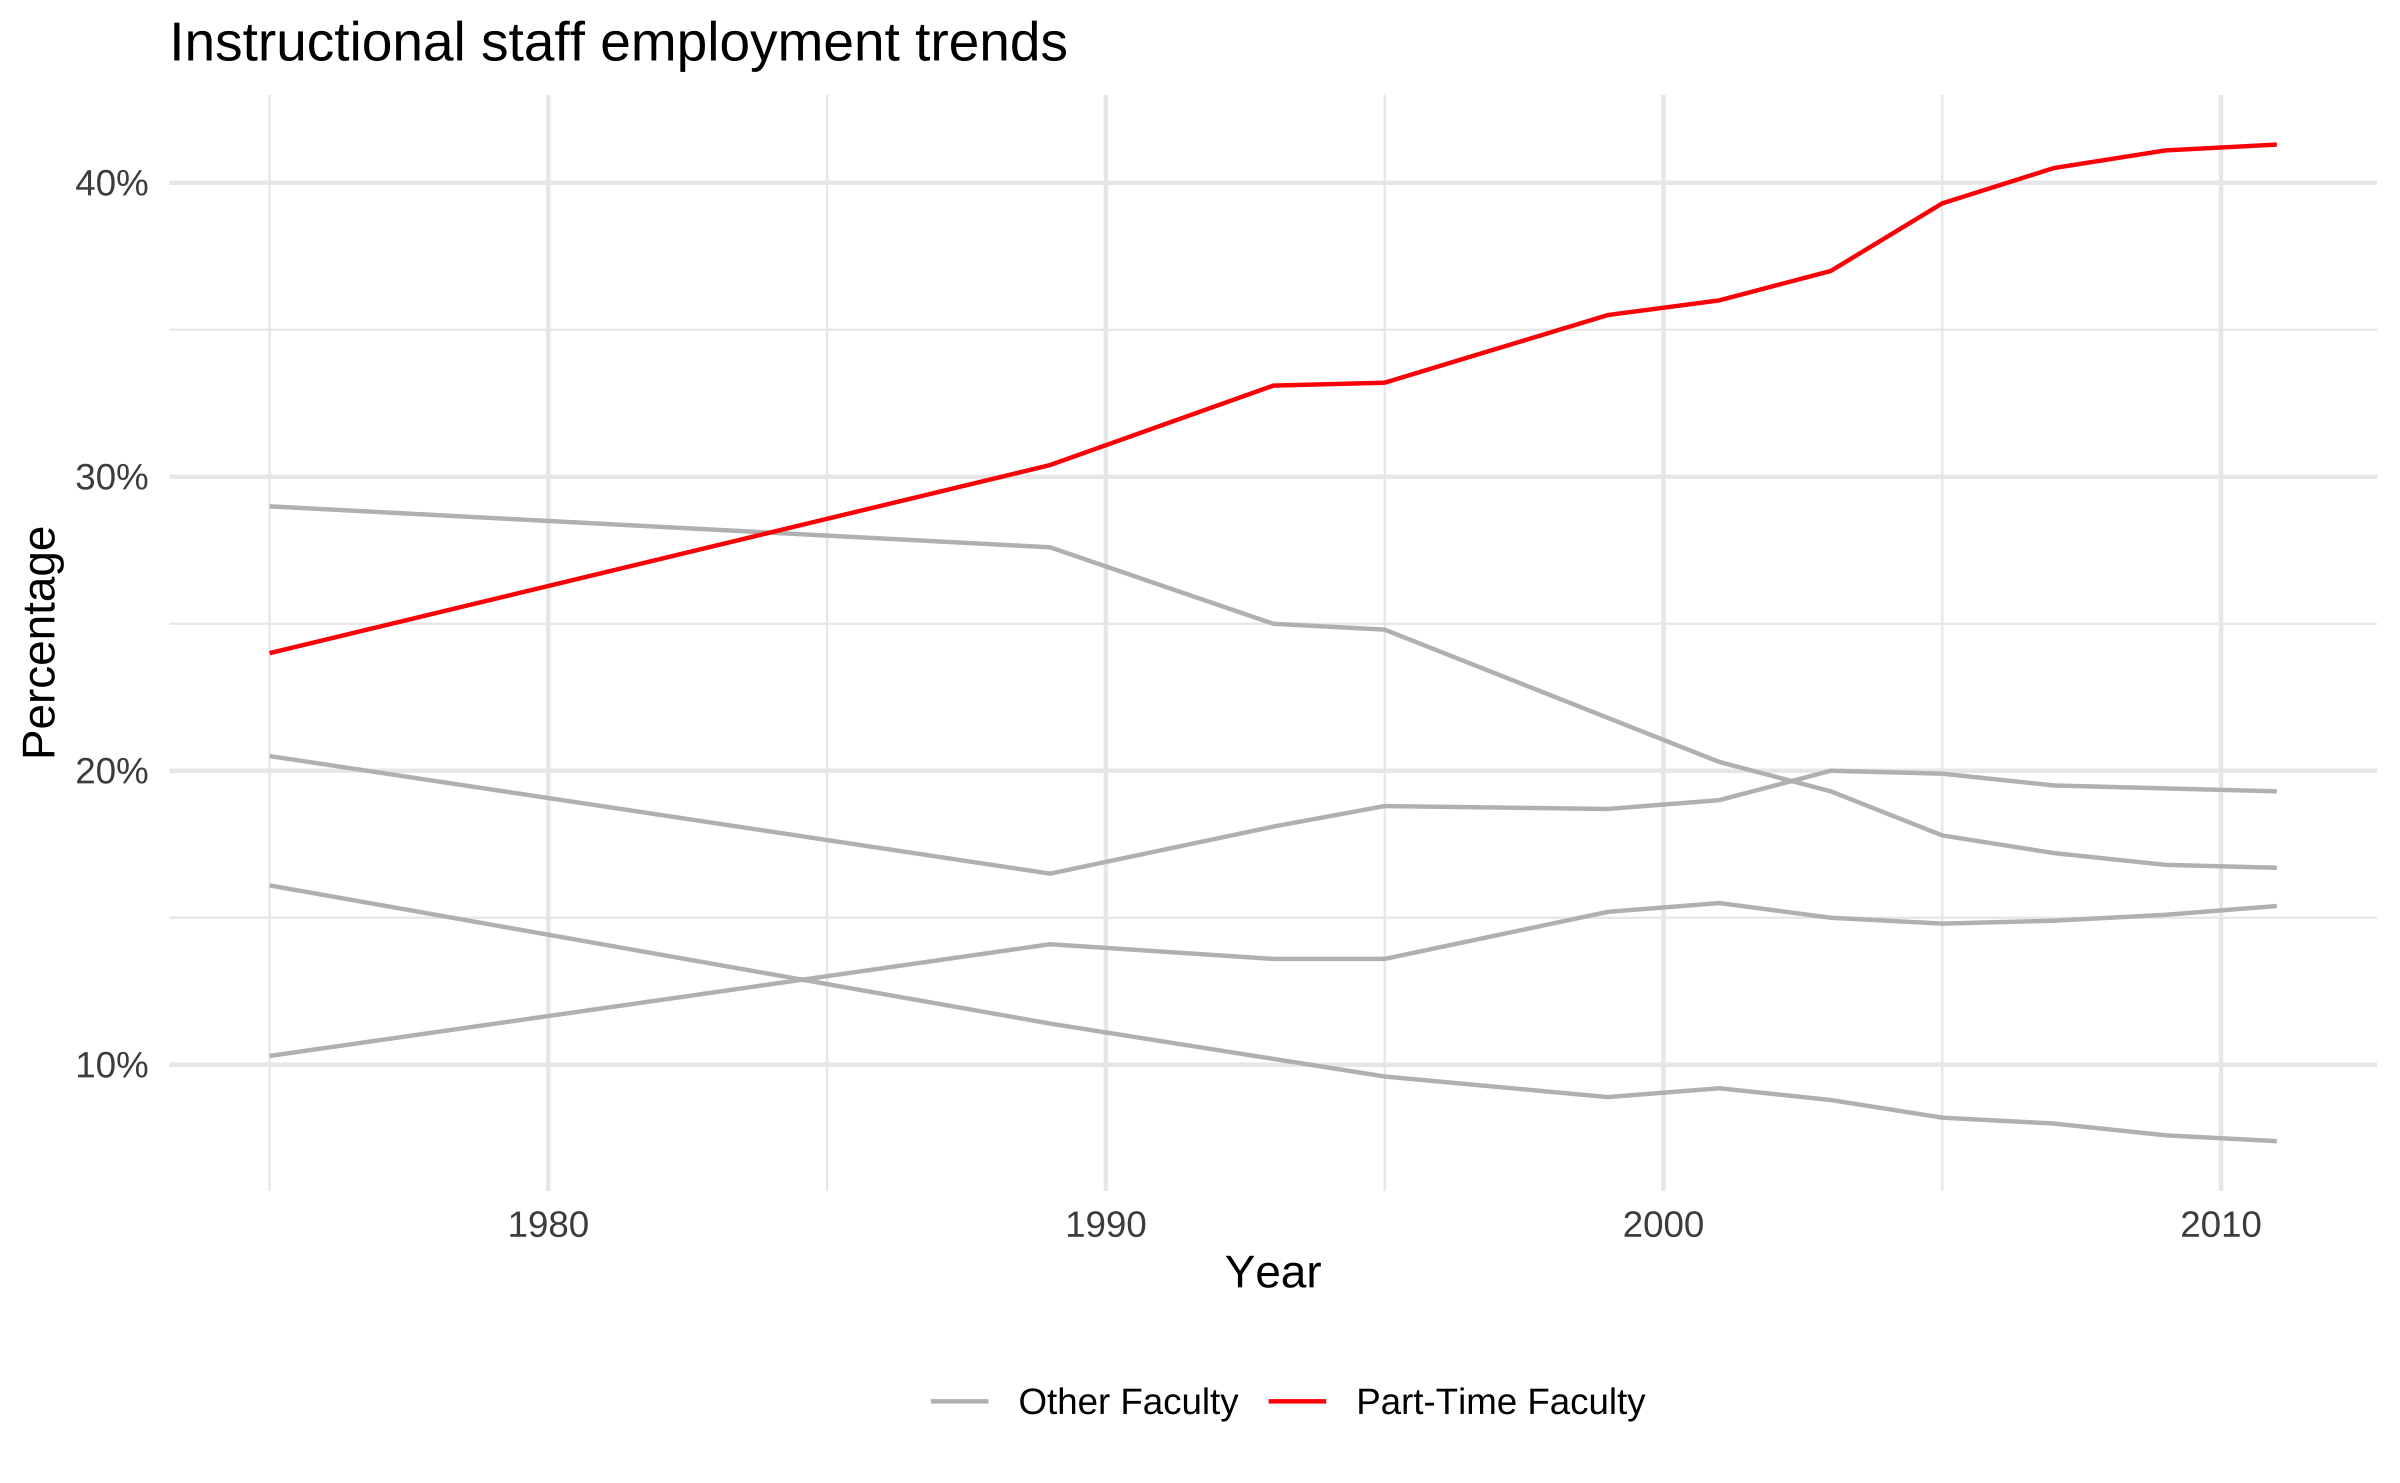 Instructional staff employment trends
Percentage
40%
30%
20%
10%
1980 1990 2000 2010
Year
Other Faculty Part-Time Faculty